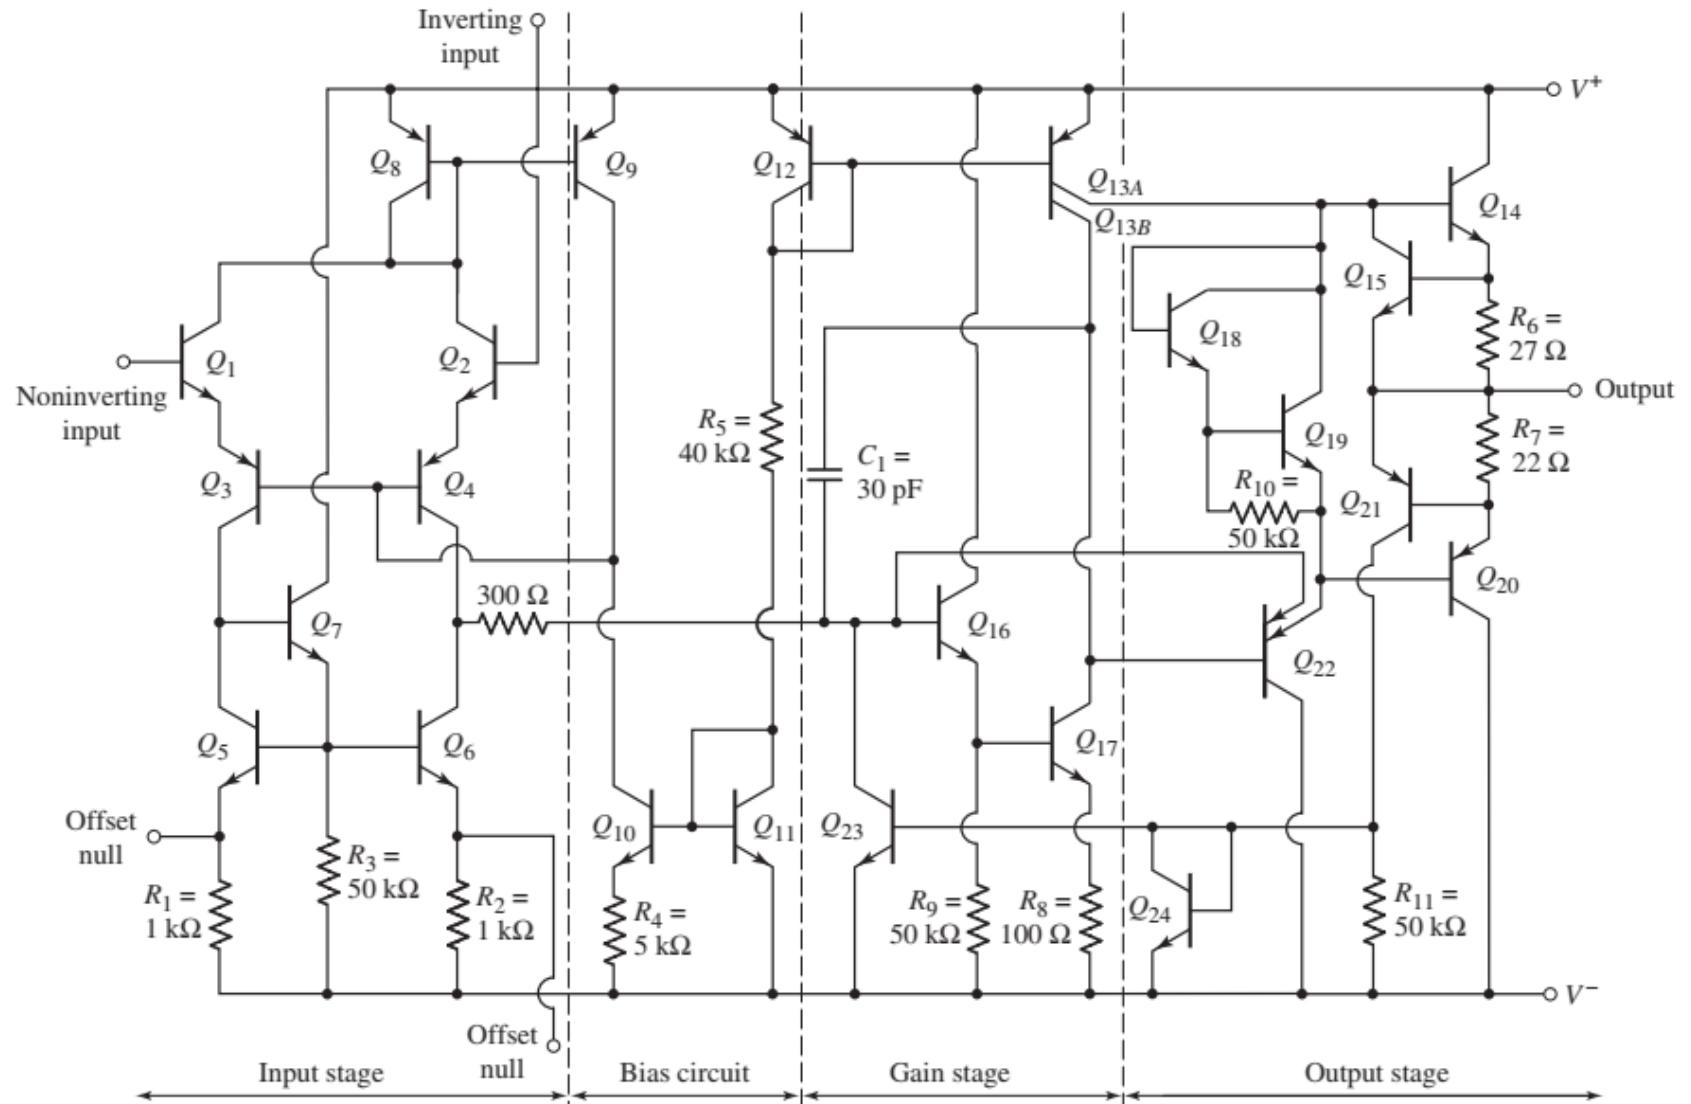 Inverting
input
V⁺
Q₈
Q₉
Q₁₂
Q₁₃A
Q₁₃B
Q₁₄
Q₁₅
Q₁
Q₂
Q₁₈
R₆ =
27 Ω
Noninverting
input
Output
R₅ =
40 kΩ
C₁ =
30 pF
Q₁₉
R₇ =
22 Ω
Q₃
Q₄
R₁₀ =
50 kΩ
Q₂₁
Q₂₀
300 Ω
Q₇
Q₁₆
Q₂₂
Q₅
Q₆
Q₁₇
Offset
null
Q₁₀
Q₁₁
Q₂₃
R₃ =
50 kΩ
R₁ =
1 kΩ
R₂ =
1 kΩ
R₄ =
5 kΩ
R₉ =
50 kΩ
R₈ =
100 Ω
Q₂₄
R₁₁ =
50 kΩ
V⁻
Offset
null
Input stage
Bias circuit
Gain stage
Output stage